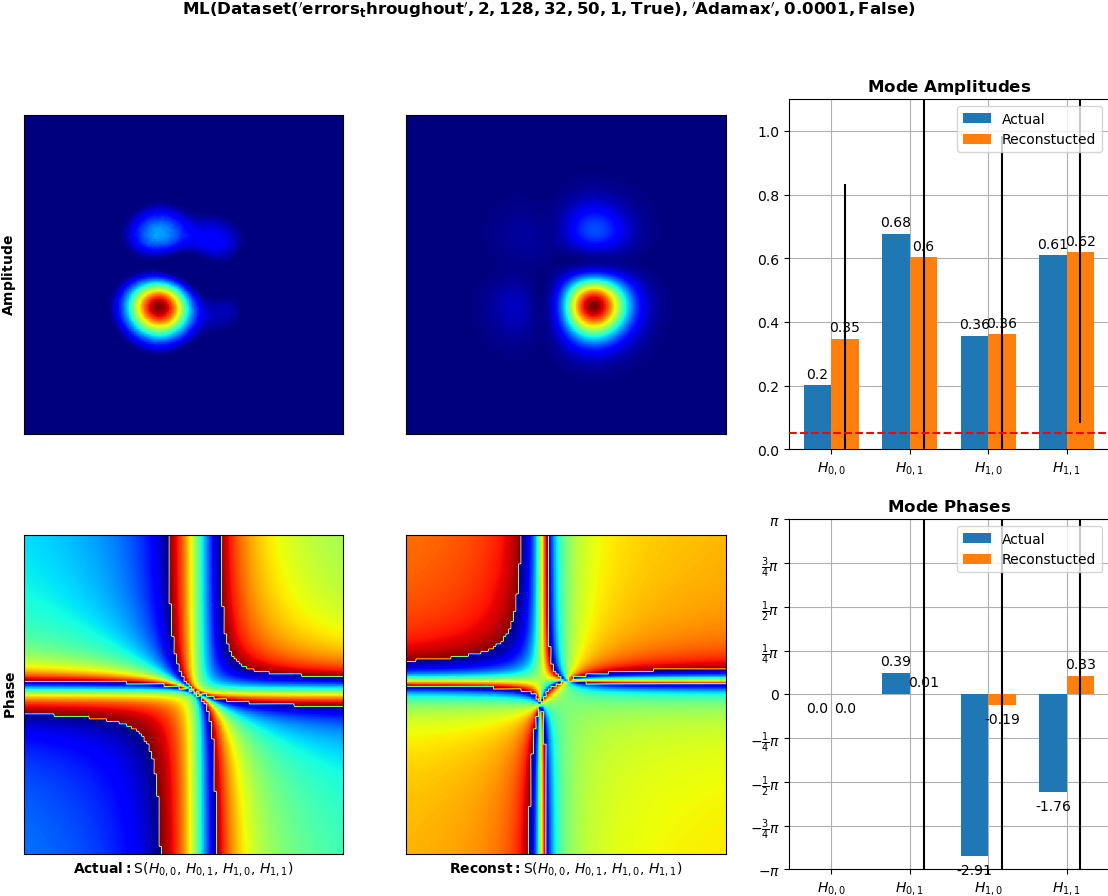 ML(Dataset('errors_throughout', 2, 128, 32, 50, 1, True), 'Adamax', 0.0001, False)
Amplitude
Mode Amplitudes
Actual
Reconstucted
1.0
0.8
0.6
0.4
0.2
0.0
0.2
0.35
0.68
0.6
0.36
0.36
0.61
0.62
H0,0
H0,1
H1,0
H1,1
Phase
Actual: S(H0,0, H0,1, H1,0, H1,1)
Reconst: S(H0,0, H0,1, H1,0, H1,1)
Mode Phases
Actual
Reconstucted
π
3/4π
1/2π
1/4π
0
−1/4π
−1/2π
−3/4π
−π
0.0
0.0
0.39
0.01
-2.91
-0.19
-1.76
0.33
H0,0
H0,1
H1,0
H1,1